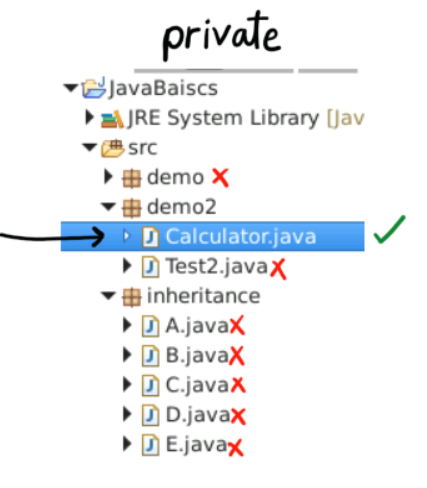 private
JavaBaiscs
JRE System Library [Jav
src
demo
demo2
Calculator.java
Test2.java
inheritance
A.java
B.java
C.java
D.java
E.java